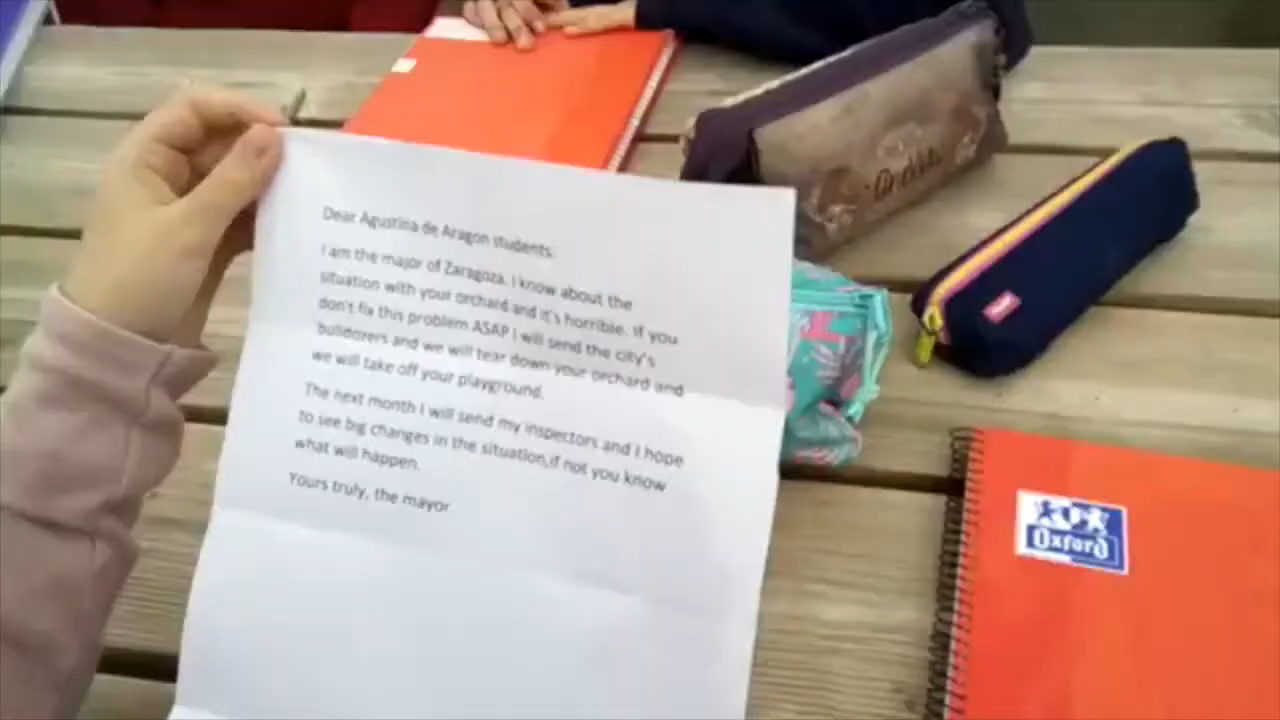 Dear Agustina de Aragon students:
I am the major of Zaragoza. I know about the
situation with your orchard and it's horrible. If you
don't fix this problem ASAP I will send the city's
bulldozers and we will tear down your orchard and
we will take off your playground.
The next month I will send my inspectors and I hope
to see big changes in the situation,if not you know
what will happen.
Yours truly, the mayor
Oxford